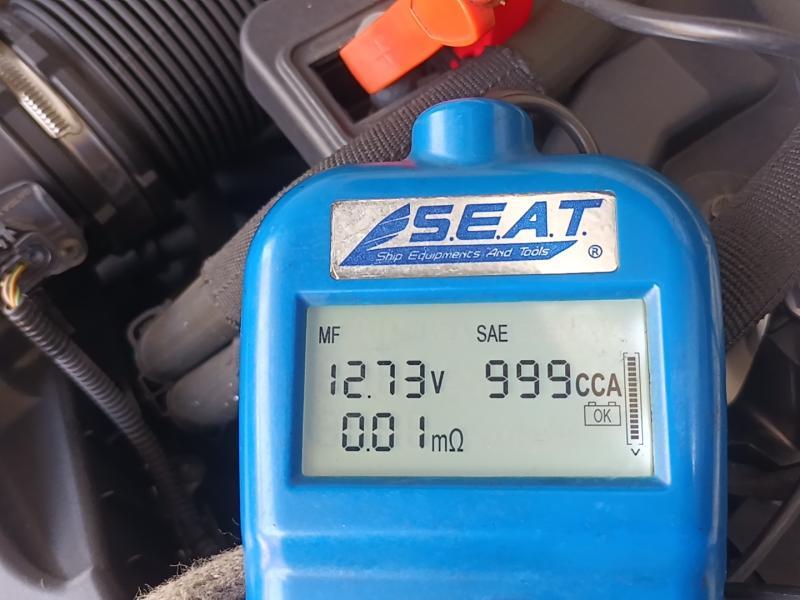 S.E.A.T.
Ship Equipments And Tools ®
MF SAE
12.73V 999CCA
OK
0.01mΩ